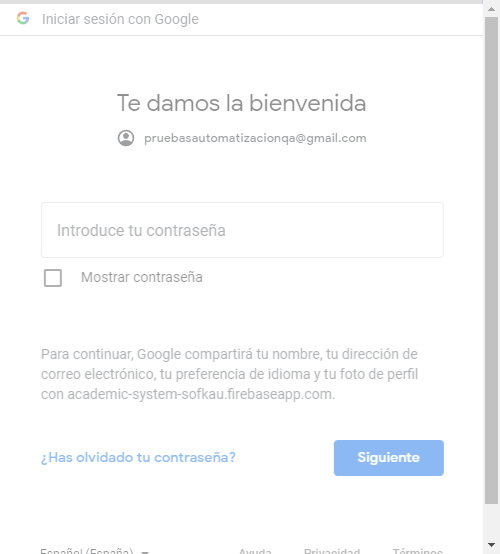 Iniciar sesión con Google
Te damos la bienvenida
pruebasautomatizacionqa@gmail.com
Introduce tu contraseña
Mostrar contraseña
Para continuar, Google compartirá tu nombre, tu dirección de
correo electrónico, tu preferencia de idioma y tu foto de perfil
con academic-system-sofkau.firebaseapp.com.
¿Has olvidado tu contraseña? Siguiente
Español (España) Ayuda Privacidad Términos